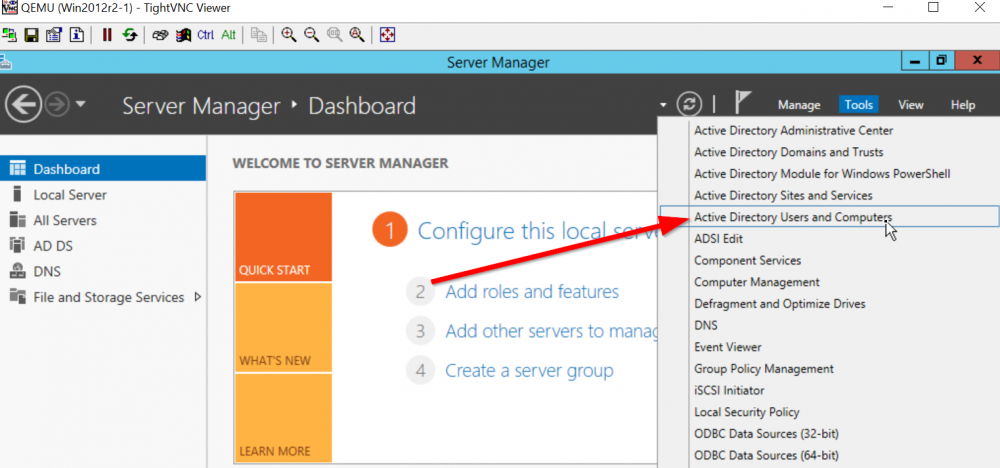 QEMU (Win2012r2-1) - TightVNC Viewer
Ctrl Alt
Server Manager
Server Manager ‣ Dashboard
Manage Tools View Help
Dashboard
Local Server
All Servers
AD DS
DNS
File and Storage Services
WELCOME TO SERVER MANAGER
QUICK START
WHAT'S NEW
LEARN MORE
1 Configure this local serve
2 Add roles and features
3 Add other servers to manag
4 Create a server group
Active Directory Administrative Center
Active Directory Domains and Trusts
Active Directory Module for Windows PowerShell
Active Directory Sites and Services
Active Directory Users and Computers
ADSI Edit
Component Services
Computer Management
Defragment and Optimize Drives
DNS
Event Viewer
Group Policy Management
iSCSI Initiator
Local Security Policy
ODBC Data Sources (32-bit)
ODBC Data Sources (64-bit)